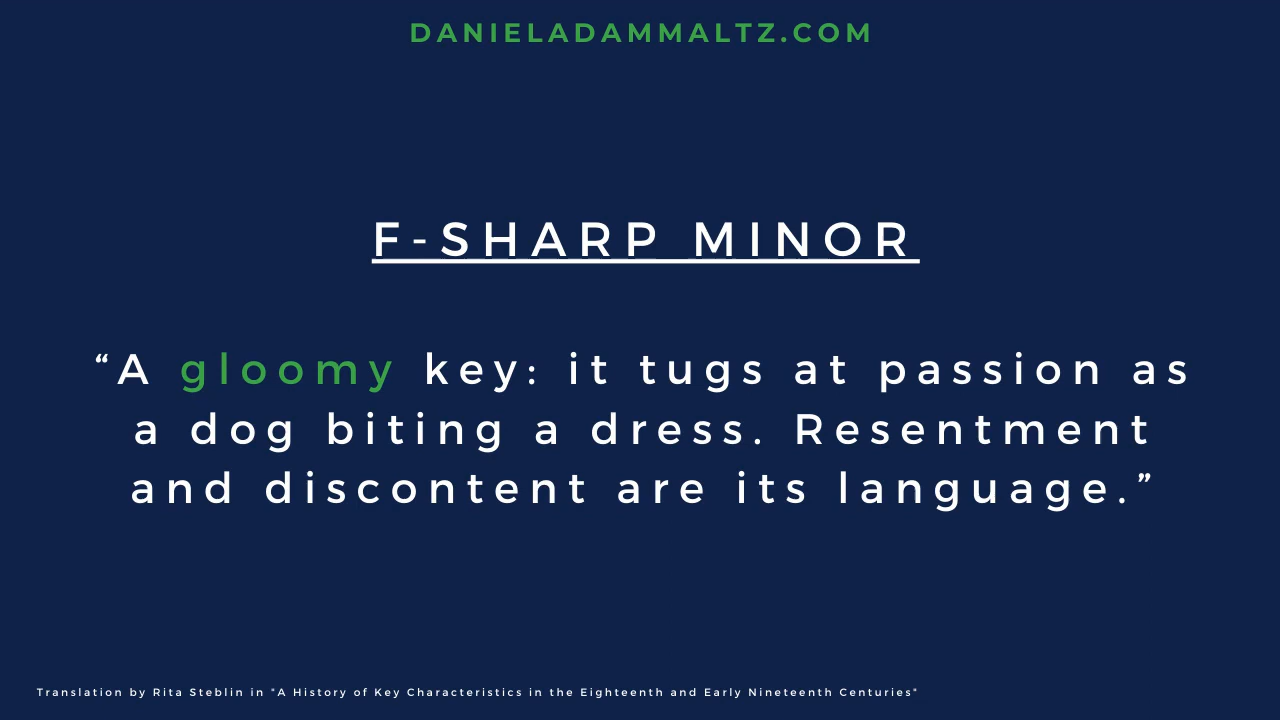 DANIELADAMMALTZ.COM
F-SHARP MINOR
“A gloomy key: it tugs at passion as
a dog biting a dress. Resentment
and discontent are its language.”
Translation by Rita Steblin in "A History of Key Characteristics in the Eighteenth and Early Nineteenth Centuries"